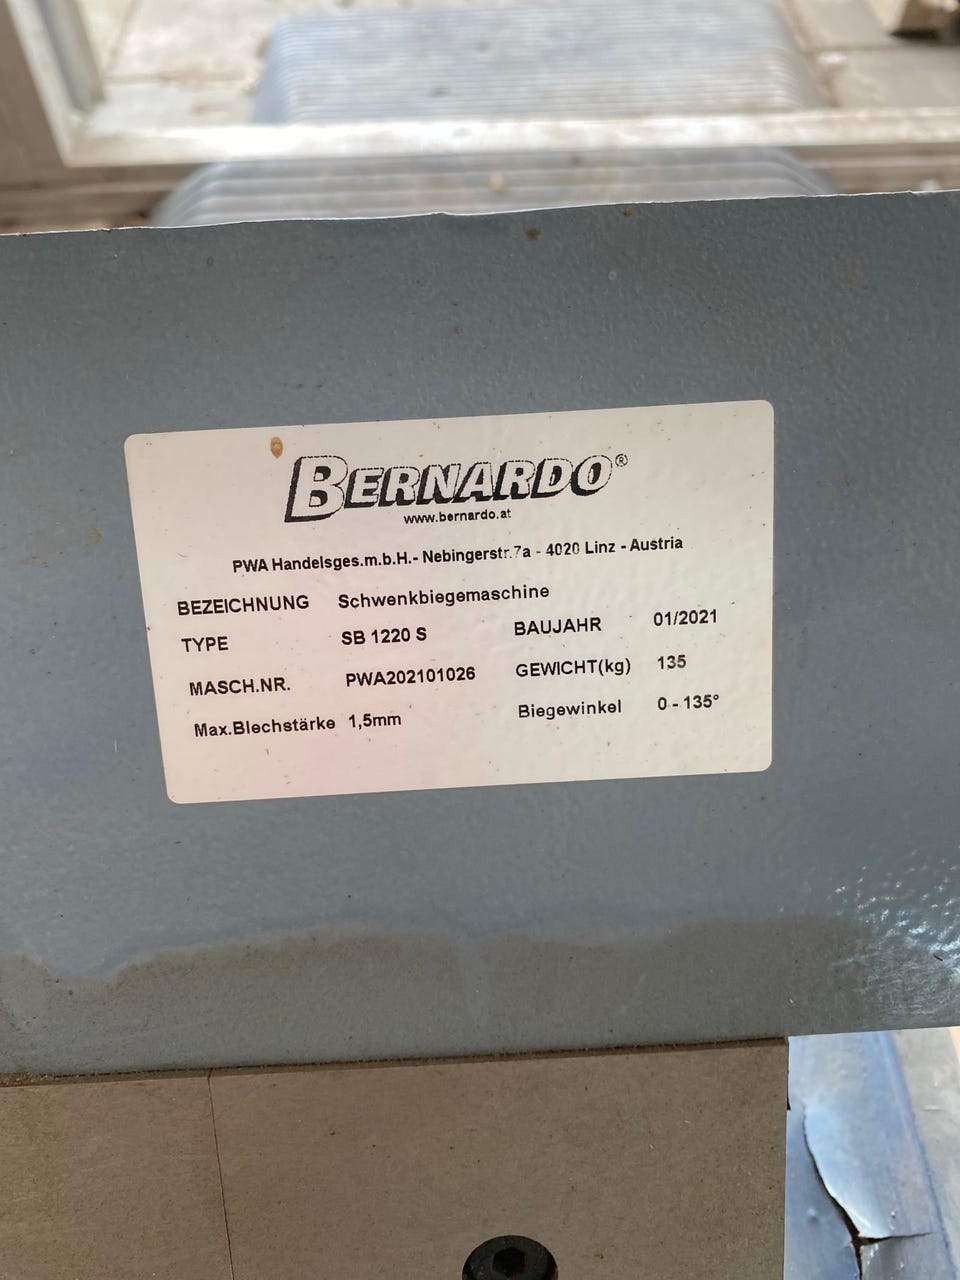 BERNARDO®
www.bernardo.at
PWA Handelsges.m.b.H.- Nebingerstr.7a - 4020 Linz - Austria
BEZEICHNUNG Schwenkbiegemaschine
TYPE SB 1220 S BAUJAHR 01/2021
MASCH.NR. PWA202101026 GEWICHT(kg) 135
Max.Blechstärke 1,5mm Biegewinkel 0 - 135°